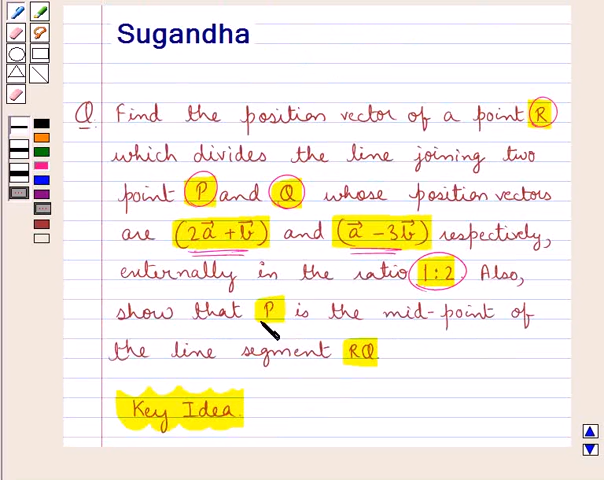 Sugandha
Q. Find the position vector of a point R
which divides the line joining two
point P and Q whose position vectors
are (2a⃗ + b⃗) and (a⃗ - 3b⃗) respectively,
externally in the ratio 1:2. Also,
show that P is the mid-point of
the line segment RQ.
Key Idea